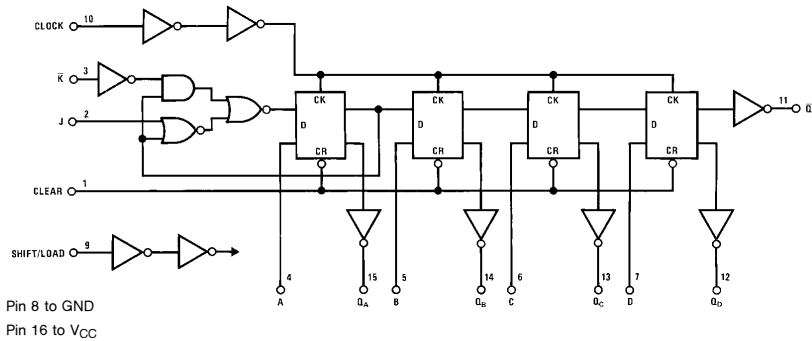 CLOCK 10
K̅ 3
J 2
CLEAR 1
SHIFT/LOAD 9
CK
D
CR
CK
D
CR
CK
D
CR
CK
D
CR
11
4
A
15
QA
5
B
14
QB
6
C
13
QC
7
D
12
QD
Pin 8 to GND
Pin 16 to VCC